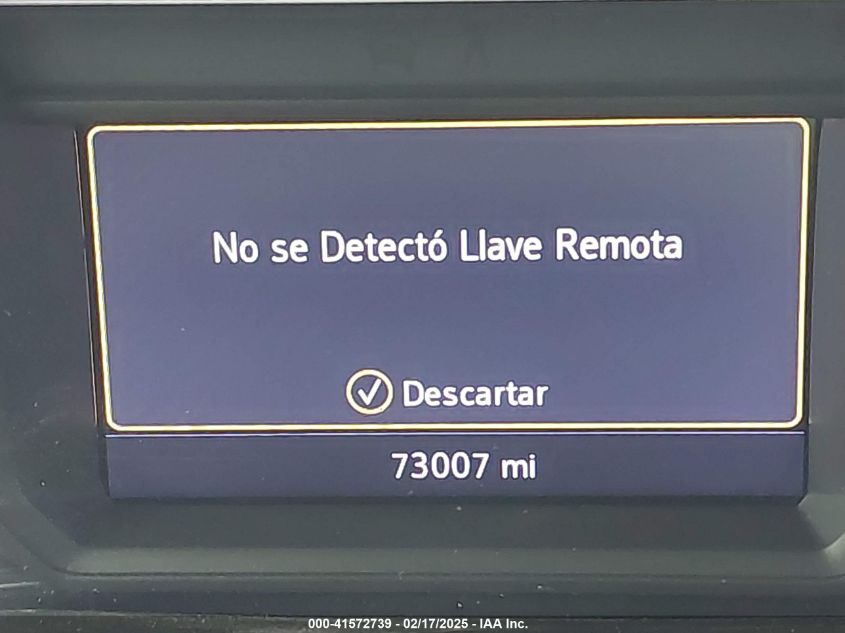 No se Detectó Llave Remota
Descartar
73007 mi
000-41572739 - 02/17/2025 - IAA Inc.